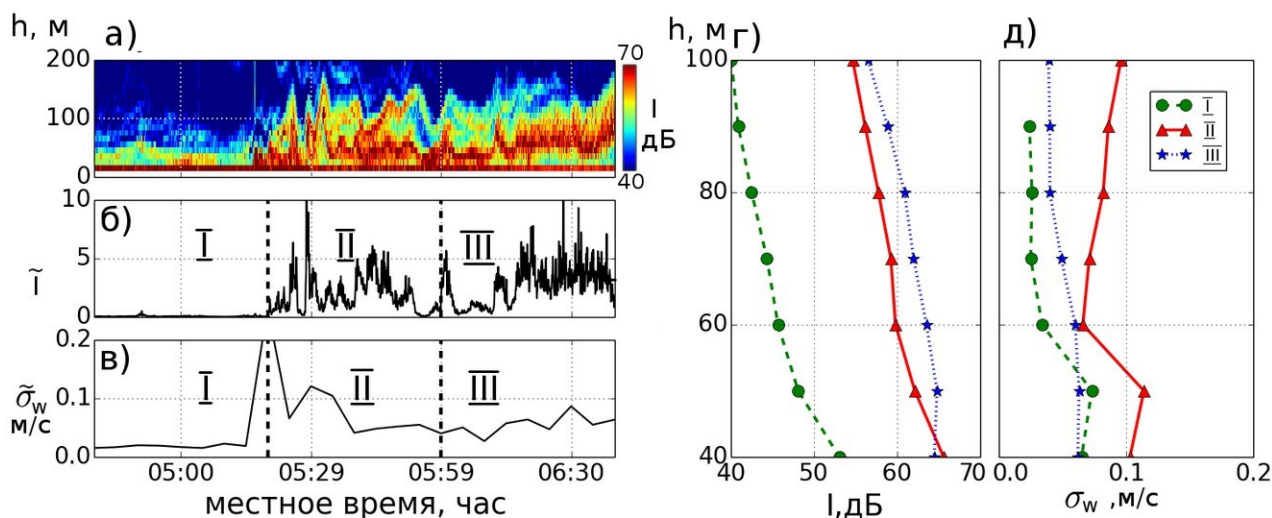 h, м
а)
200
100
0
70
I
дБ
40
б)
10
5
0
Ĩ
I
II
III
в)
0.2
0.1
0.0
σ̃w
м/с
I
II
III
05:00
05:29
05:59
06:30
местное время, час
h, м
г)
100
80
60
40
40
50
60
70
I,дБ
д)
I
II
III
0.0
0.1
0.2
σw ,м/с